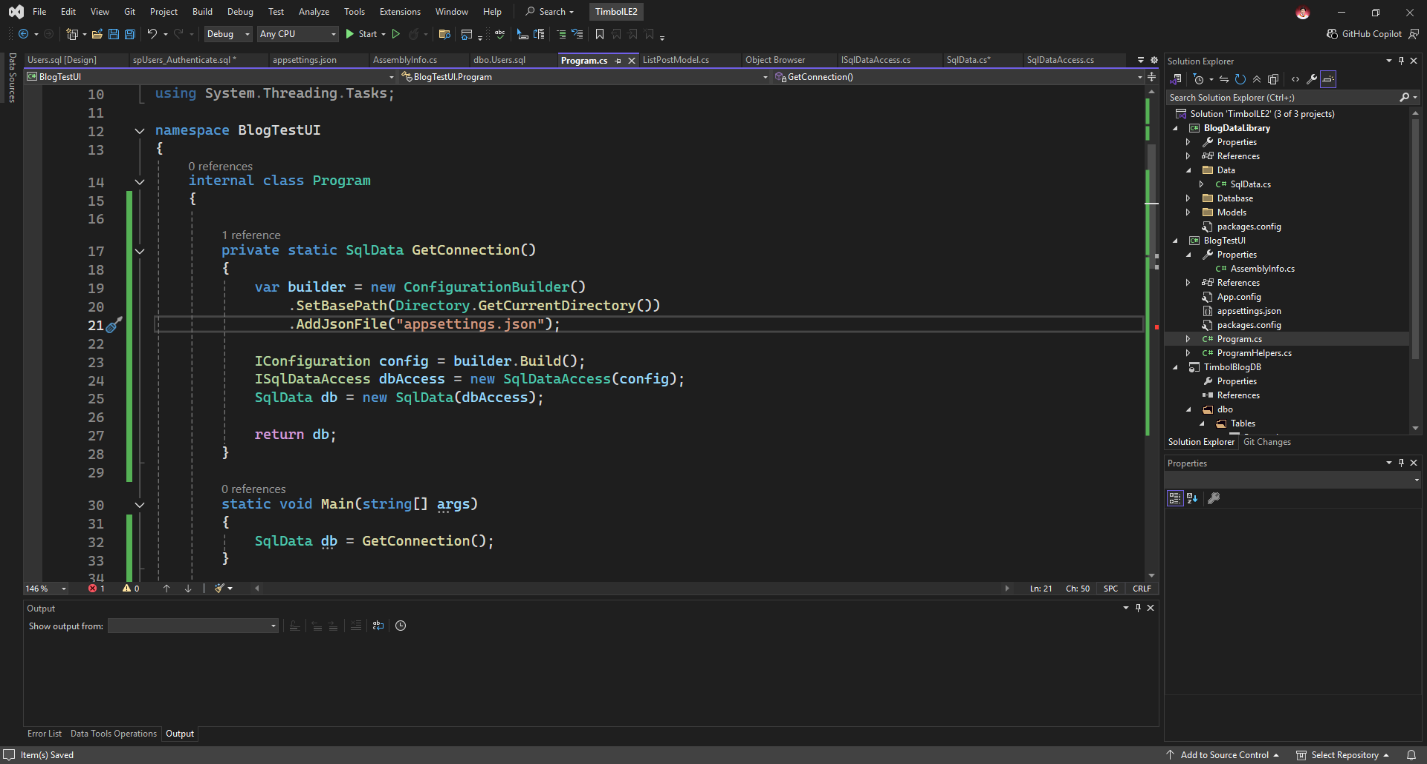 File Edit View Git Project Build Debug Test Analyze Tools Extensions Window Help Search TimbolILE2
Debug Any CPU Start GitHub Copilot
Data Sources
Users.sql [Design] spUsers_Authenticate.sql * appsettings.json AssemblyInfo.cs dbo.Users.sql Program.cs ListPostModel.cs Object Browser ISqlDataAccess.cs SqlData.cs* SqlDataAccess.cs
BlogTestUI BlogTestUI.Program GetConnection()
10 using System.Threading.Tasks;
11
12 namespace BlogTestUI
13 {
0 references
14 internal class Program
15 {
16
1 reference
17 private static SqlData GetConnection()
18 {
19 var builder = new ConfigurationBuilder()
20 .SetBasePath(Directory.GetCurrentDirectory())
21 .AddJsonFile("appsettings.json");
22
23 IConfiguration config = builder.Build();
24 ISqlDataAccess dbAccess = new SqlDataAccess(config);
25 SqlData db = new SqlData(dbAccess);
26
27 return db;
28 }
29
0 references
30 static void Main(string[] args)
31 {
32 SqlData db = GetConnection();
33 }
34
146 % 1 0 Ln: 21 Ch: 50 SPC CRLF
Output
Show output from:
Error List Data Tools Operations Output
Item(s) Saved Add to Source Control Select Repository
Solution Explorer
Search Solution Explorer (Ctrl+;)
Solution 'TimbolILE2' (3 of 3 projects)
BlogDataLibrary
Properties
References
Data
C# SqlData.cs
Database
Models
packages.config
BlogTestUI
Properties
C# AssemblyInfo.cs
References
App.config
appsettings.json
packages.config
C# Program.cs
C# ProgramHelpers.cs
TimbolBlogDB
Properties
References
dbo
Tables
Solution Explorer Git Changes
Properties